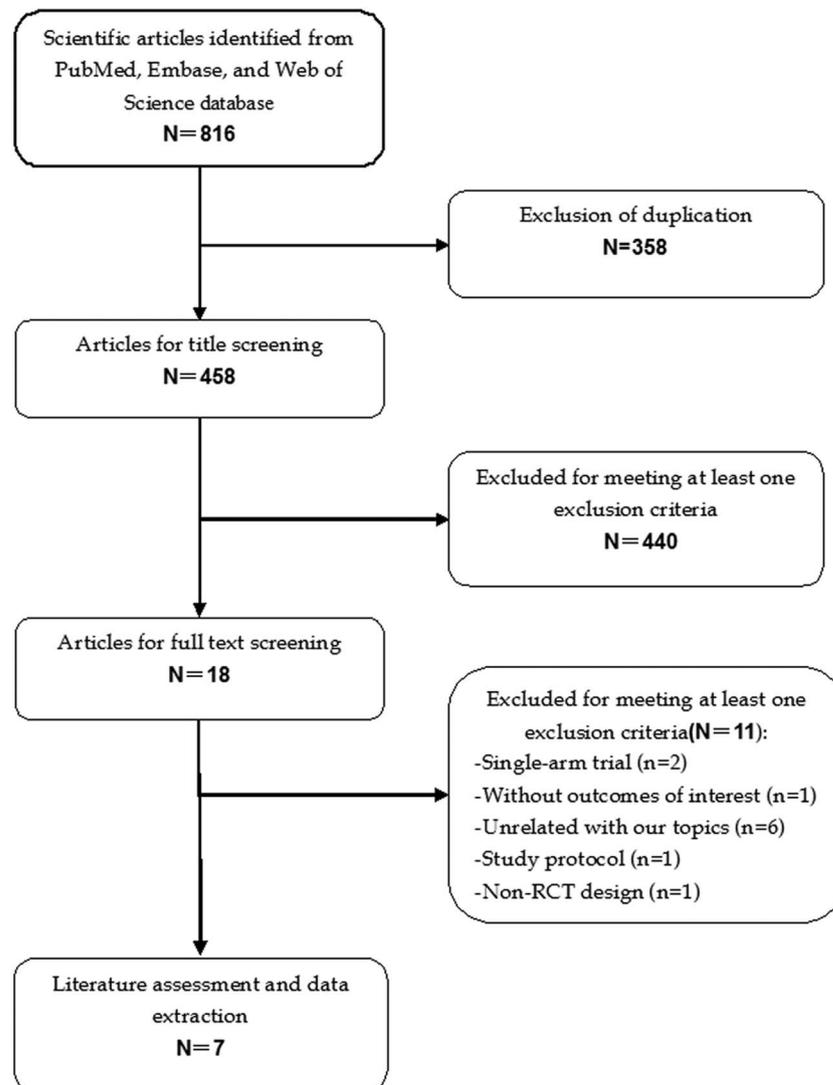 Scientific articles identified from
PubMed, Embase, and Web of
Science database
N=816
Exclusion of duplication
N=358
Articles for title screening
N=458
Excluded for meeting at least one
exclusion criteria
N=440
Articles for full text screening
N=18
Excluded for meeting at least one
exclusion criteria(N=11):
-Single-arm trial (n=2)
-Without outcomes of interest (n=1)
-Unrelated with our topics (n=6)
-Study protocol (n=1)
-Non-RCT design (n=1)
Literature assessment and data
extraction
N=7